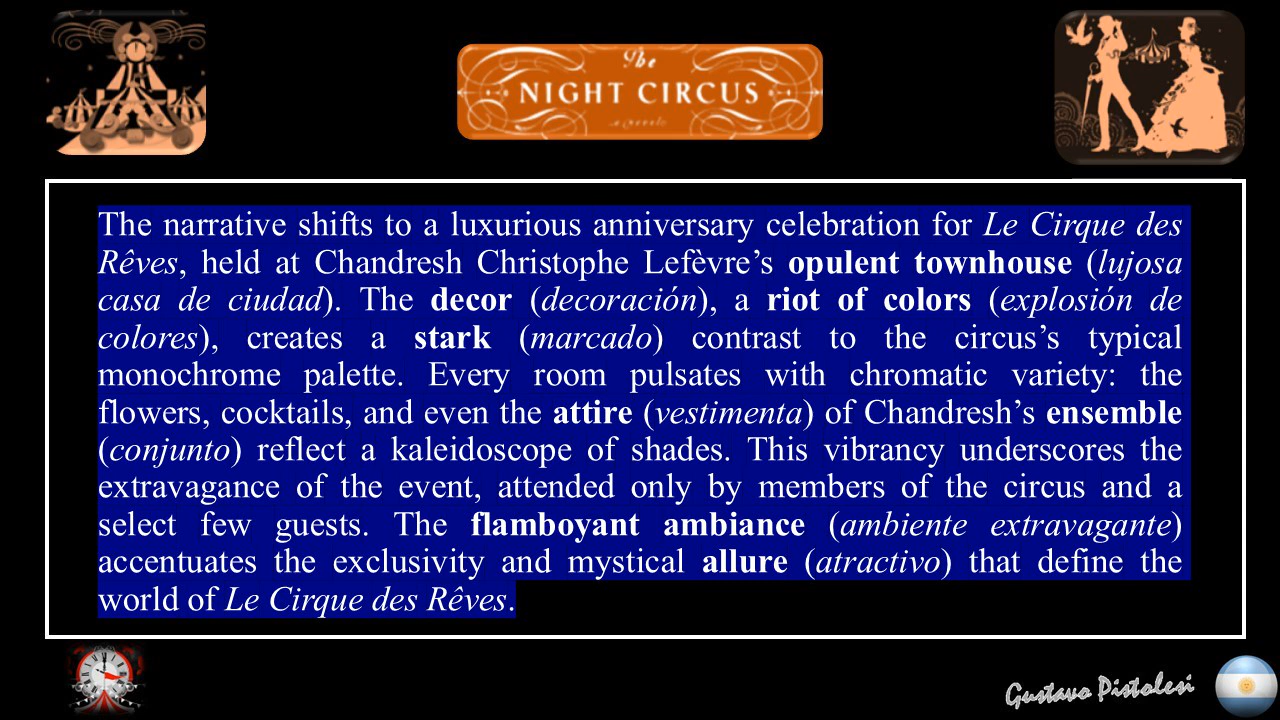 The
NIGHT CIRCUS
a novel
The narrative shifts to a luxurious anniversary celebration for Le Cirque des
Rêves, held at Chandresh Christophe Lefèvre’s opulent townhouse (lujosa
casa de ciudad). The decor (decoración), a riot of colors (explosión de
colores), creates a stark (marcado) contrast to the circus’s typical
monochrome palette. Every room pulsates with chromatic variety: the
flowers, cocktails, and even the attire (vestimenta) of Chandresh’s ensemble
(conjunto) reflect a kaleidoscope of shades. This vibrancy underscores the
extravagance of the event, attended only by members of the circus and a
select few guests. The flamboyant ambiance (ambiente extravagante)
accentuates the exclusivity and mystical allure (atractivo) that define the
world of Le Cirque des Rêves.
Gustavo Pistolesi